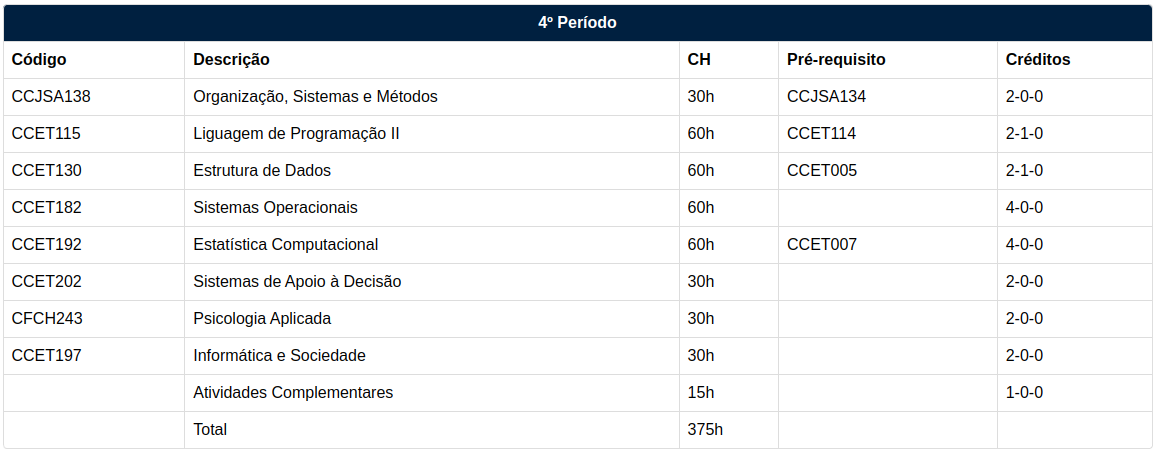 4º Período
Código Descrição CH Pré-requisito Créditos
CCJSA138 Organização, Sistemas e Métodos 30h CCJSA134 2-0-0
CCET115 Liguagem de Programação II 60h CCET114 2-1-0
CCET130 Estrutura de Dados 60h CCET005 2-1-0
CCET182 Sistemas Operacionais 60h 4-0-0
CCET192 Estatística Computacional 60h CCET007 4-0-0
CCET202 Sistemas de Apoio à Decisão 30h 2-0-0
CFCH243 Psicologia Aplicada 30h 2-0-0
CCET197 Informática e Sociedade 30h 2-0-0
Atividades Complementares 15h 1-0-0
Total 375h